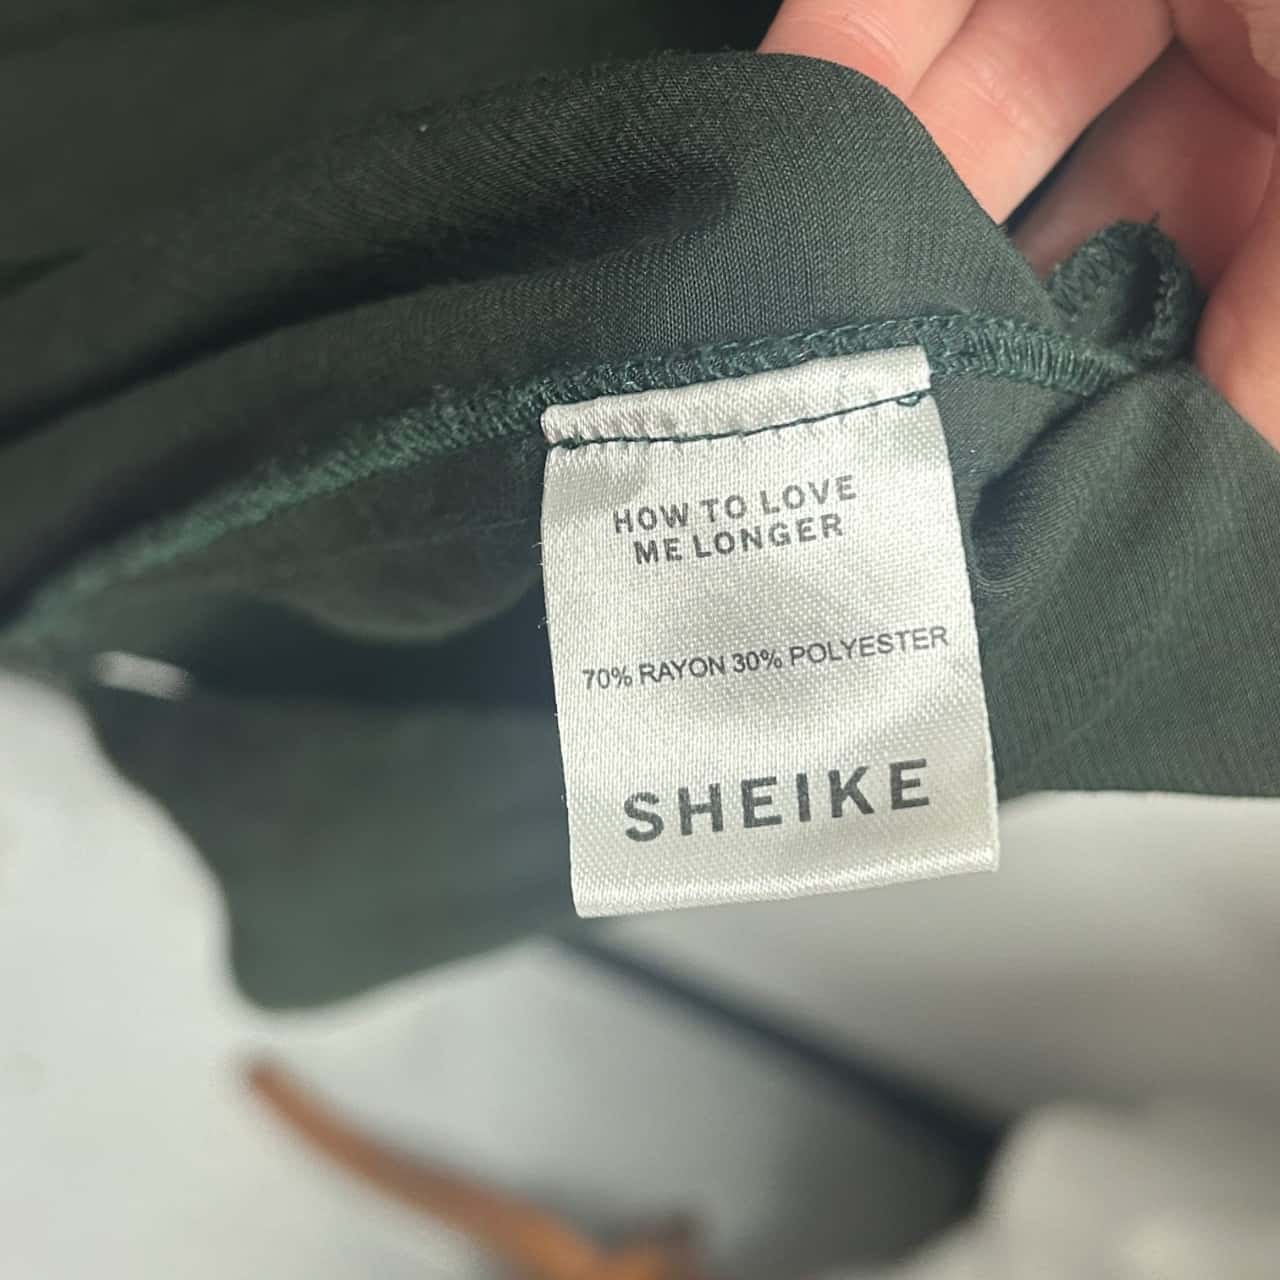 HOW TO LOVE
ME LONGER
70% RAYON 30% POLYESTER
SHEIKE